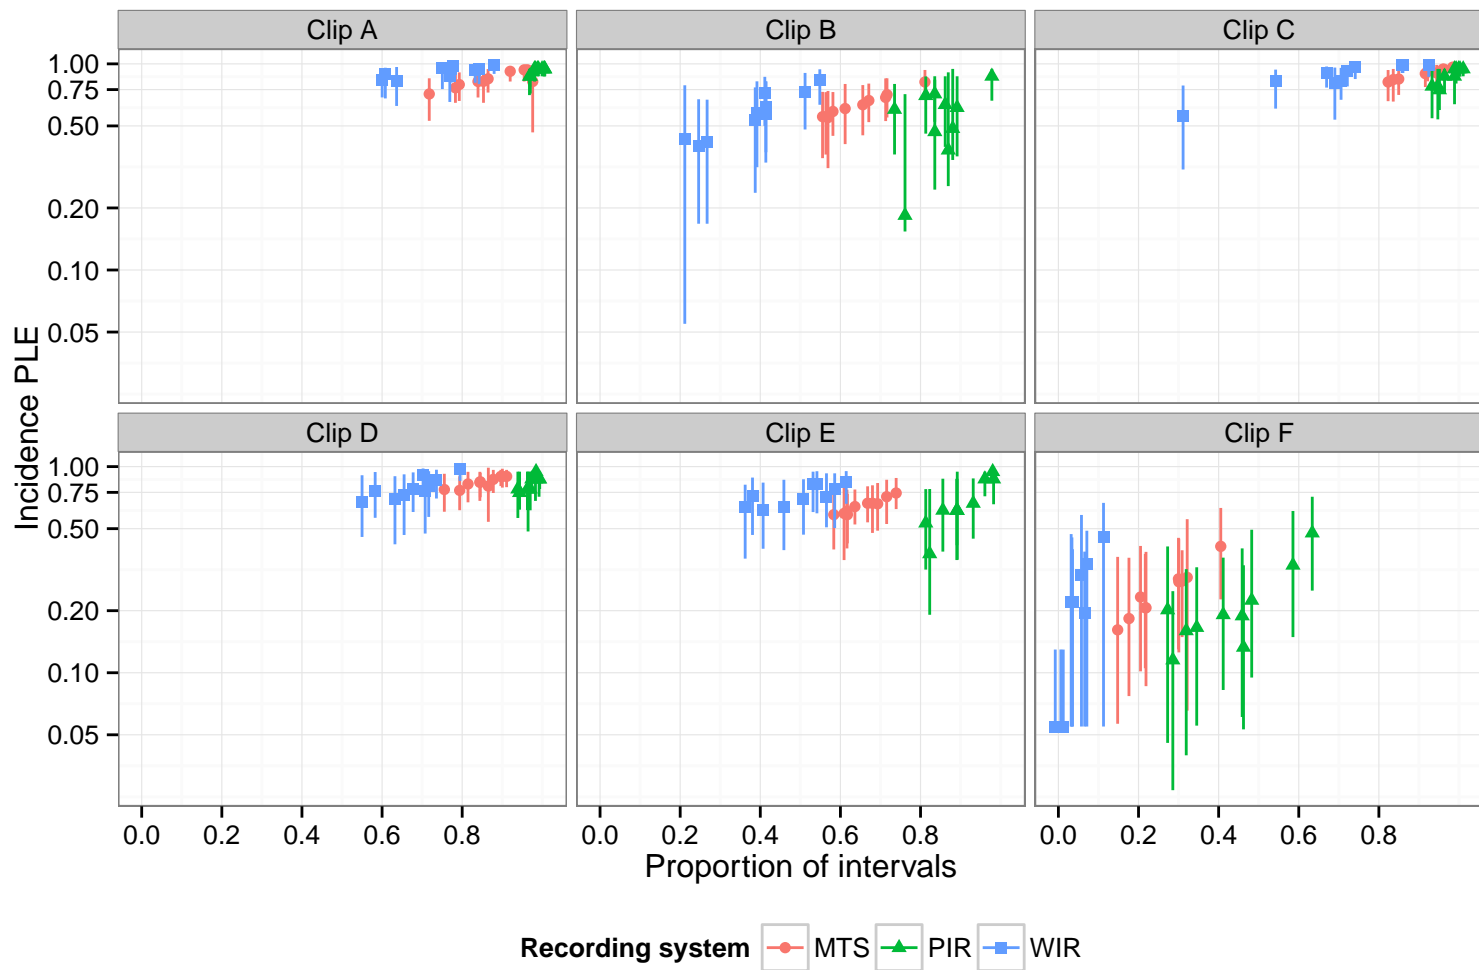 Clip A
Clip B
Clip C
1.00
0.75
0.50
0.20
0.10
0.05
Clip D
Clip E
Clip F
1.00
0.75
0.50
0.20
0.10
0.05
Incidence PLE
0.0 0.2 0.4 0.6 0.8
0.0 0.2 0.4 0.6 0.8
0.0 0.2 0.4 0.6 0.8
Proportion of intervals
Recording system MTS PIR WIR